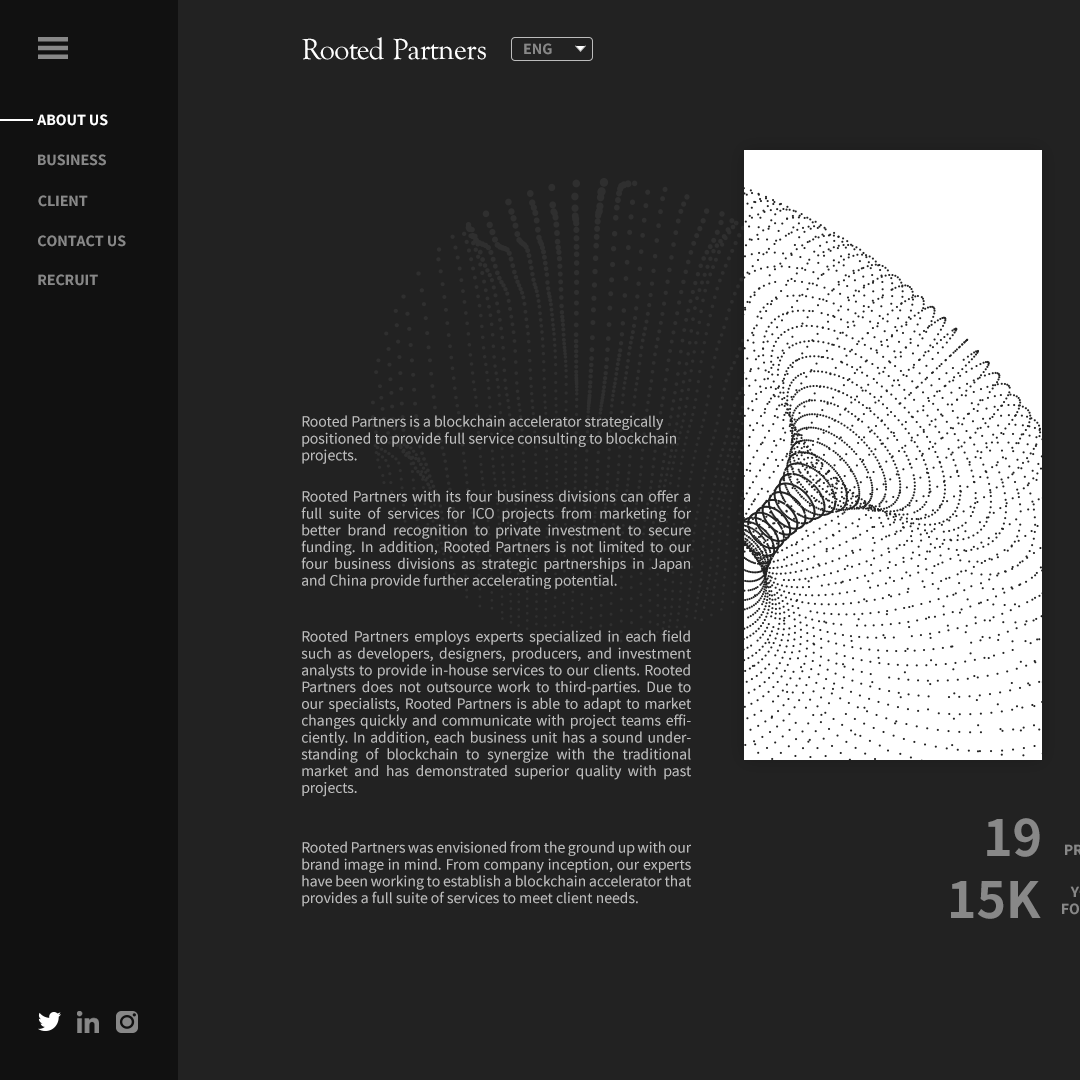 Rooted Partners
ENG
ABOUT US
BUSINESS
CLIENT
CONTACT US
RECRUIT
Rooted Partners is a blockchain accelerator strategically
positioned to provide full service consulting to blockchain
projects.
Rooted Partners with its four business divisions can offer a
full suite of services for ICO projects from marketing for
better brand recognition to private investment to secure
funding. In addition, Rooted Partners is not limited to our
four business divisions as strategic partnerships in Japan
and China provide further accelerating potential.
Rooted Partners employs experts specialized in each field
such as developers, designers, producers, and investment
analysts to provide in-house services to our clients. Rooted
Partners does not outsource work to third-parties. Due to
our specialists, Rooted Partners is able to adapt to market
changes quickly and communicate with project teams effi-
ciently. In addition, each business unit has a sound under-
standing of blockchain to synergize with the traditional
market and has demonstrated superior quality with past
projects.
Rooted Partners was envisioned from the ground up with our
brand image in mind. From company inception, our experts
have been working to establish a blockchain accelerator that
provides a full suite of services to meet client needs.
19
15K
in